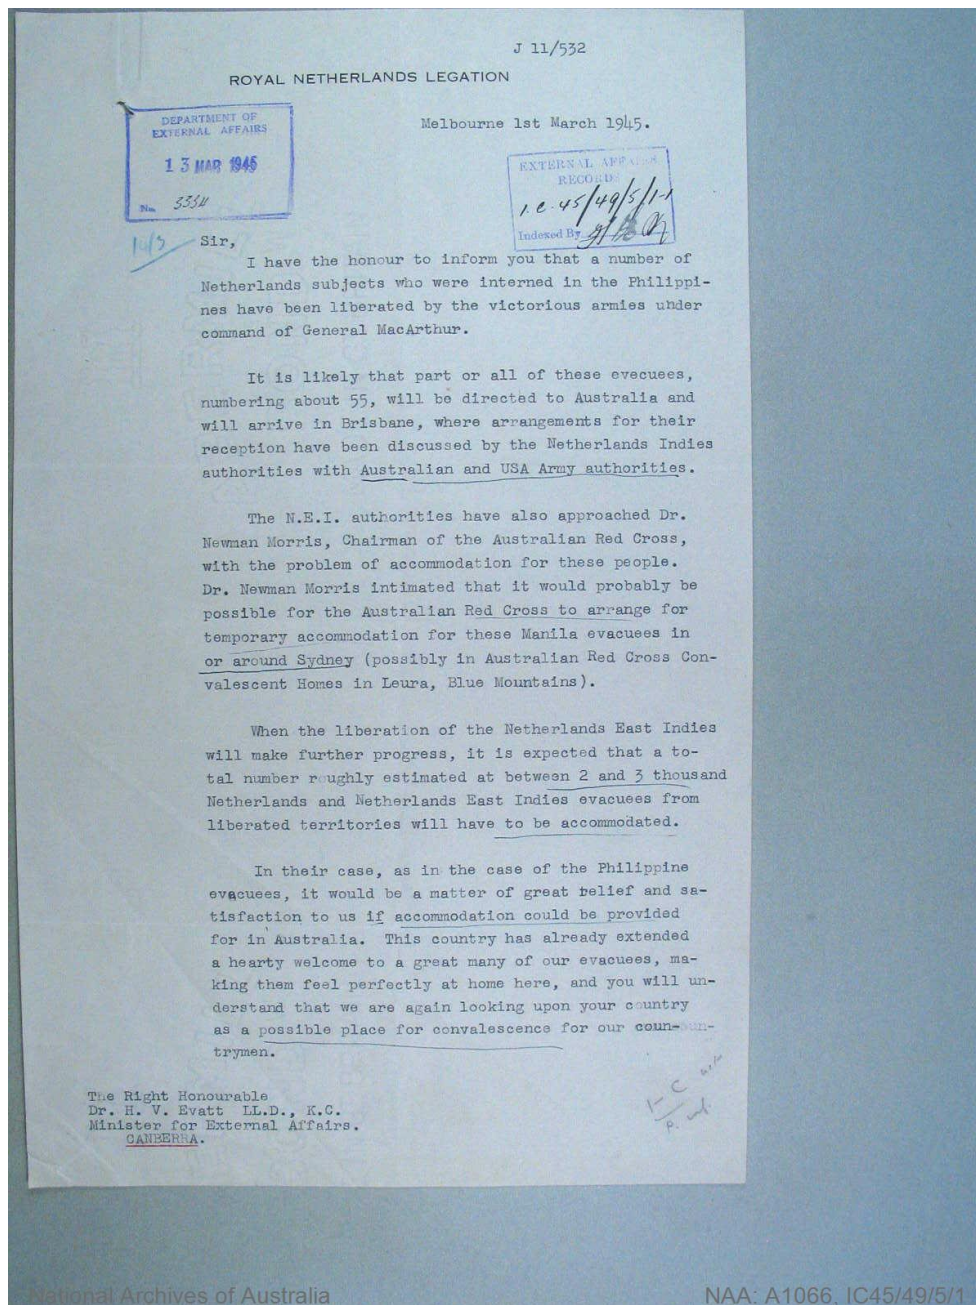 J 11/532
ROYAL NETHERLANDS LEGATION
DEPARTMENT OF
EXTERNAL AFFAIRS
13 MAR 1945
No. 3334
Melbourne 1st March 1945.
EXTERNAL AFFAIRS
RECORDS
I.C. 45/49/5/1-1
Indexed By
Sir,
I have the honour to inform you that a number of
Netherlands subjects who were interned in the Philippi-
nes have been liberated by the victorious armies under
command of General MacArthur.
It is likely that part or all of these evecuees,
numbering about 55, will be directed to Australia and
will arrive in Brisbane, where arrangements for their
reception have been discussed by the Netherlands Indies
authorities with Australian and USA Army authorities.
The N.E.I. authorities have also approached Dr.
Newman Morris, Chairman of the Australian Red Cross,
with the problem of accommodation for these people.
Dr. Newman Morris intimated that it would probably be
possible for the Australian Red Cross to arrange for
temporary accommodation for these Manila evacuees in
or around Sydney (possibly in Australian Red Cross Con-
valescent Homes in Leura, Blue Mountains).
When the liberation of the Netherlands East Indies
will make further progress, it is expected that a to-
tal number roughly estimated at between 2 and 3 thousand
Netherlands and Netherlands East Indies evacuees from
liberated territories will have to be accommodated.
In their case, as in the case of the Philippine
evacuees, it would be a matter of great relief and sa-
tisfaction to us if accommodation could be provided
for in Australia. This country has already extended
a hearty welcome to a great many of our evacuees, ma-
king them feel perfectly at home here, and you will un-
derstand that we are again looking upon your country
as a possible place for convalescence for our coun-
trymen.
The Right Honourable
Dr. H. V. Evatt LL.D., K.C.
Minister for External Affairs.
CANBERRA.
National Archives of Australia
NAA: A1066, IC45/49/5/1